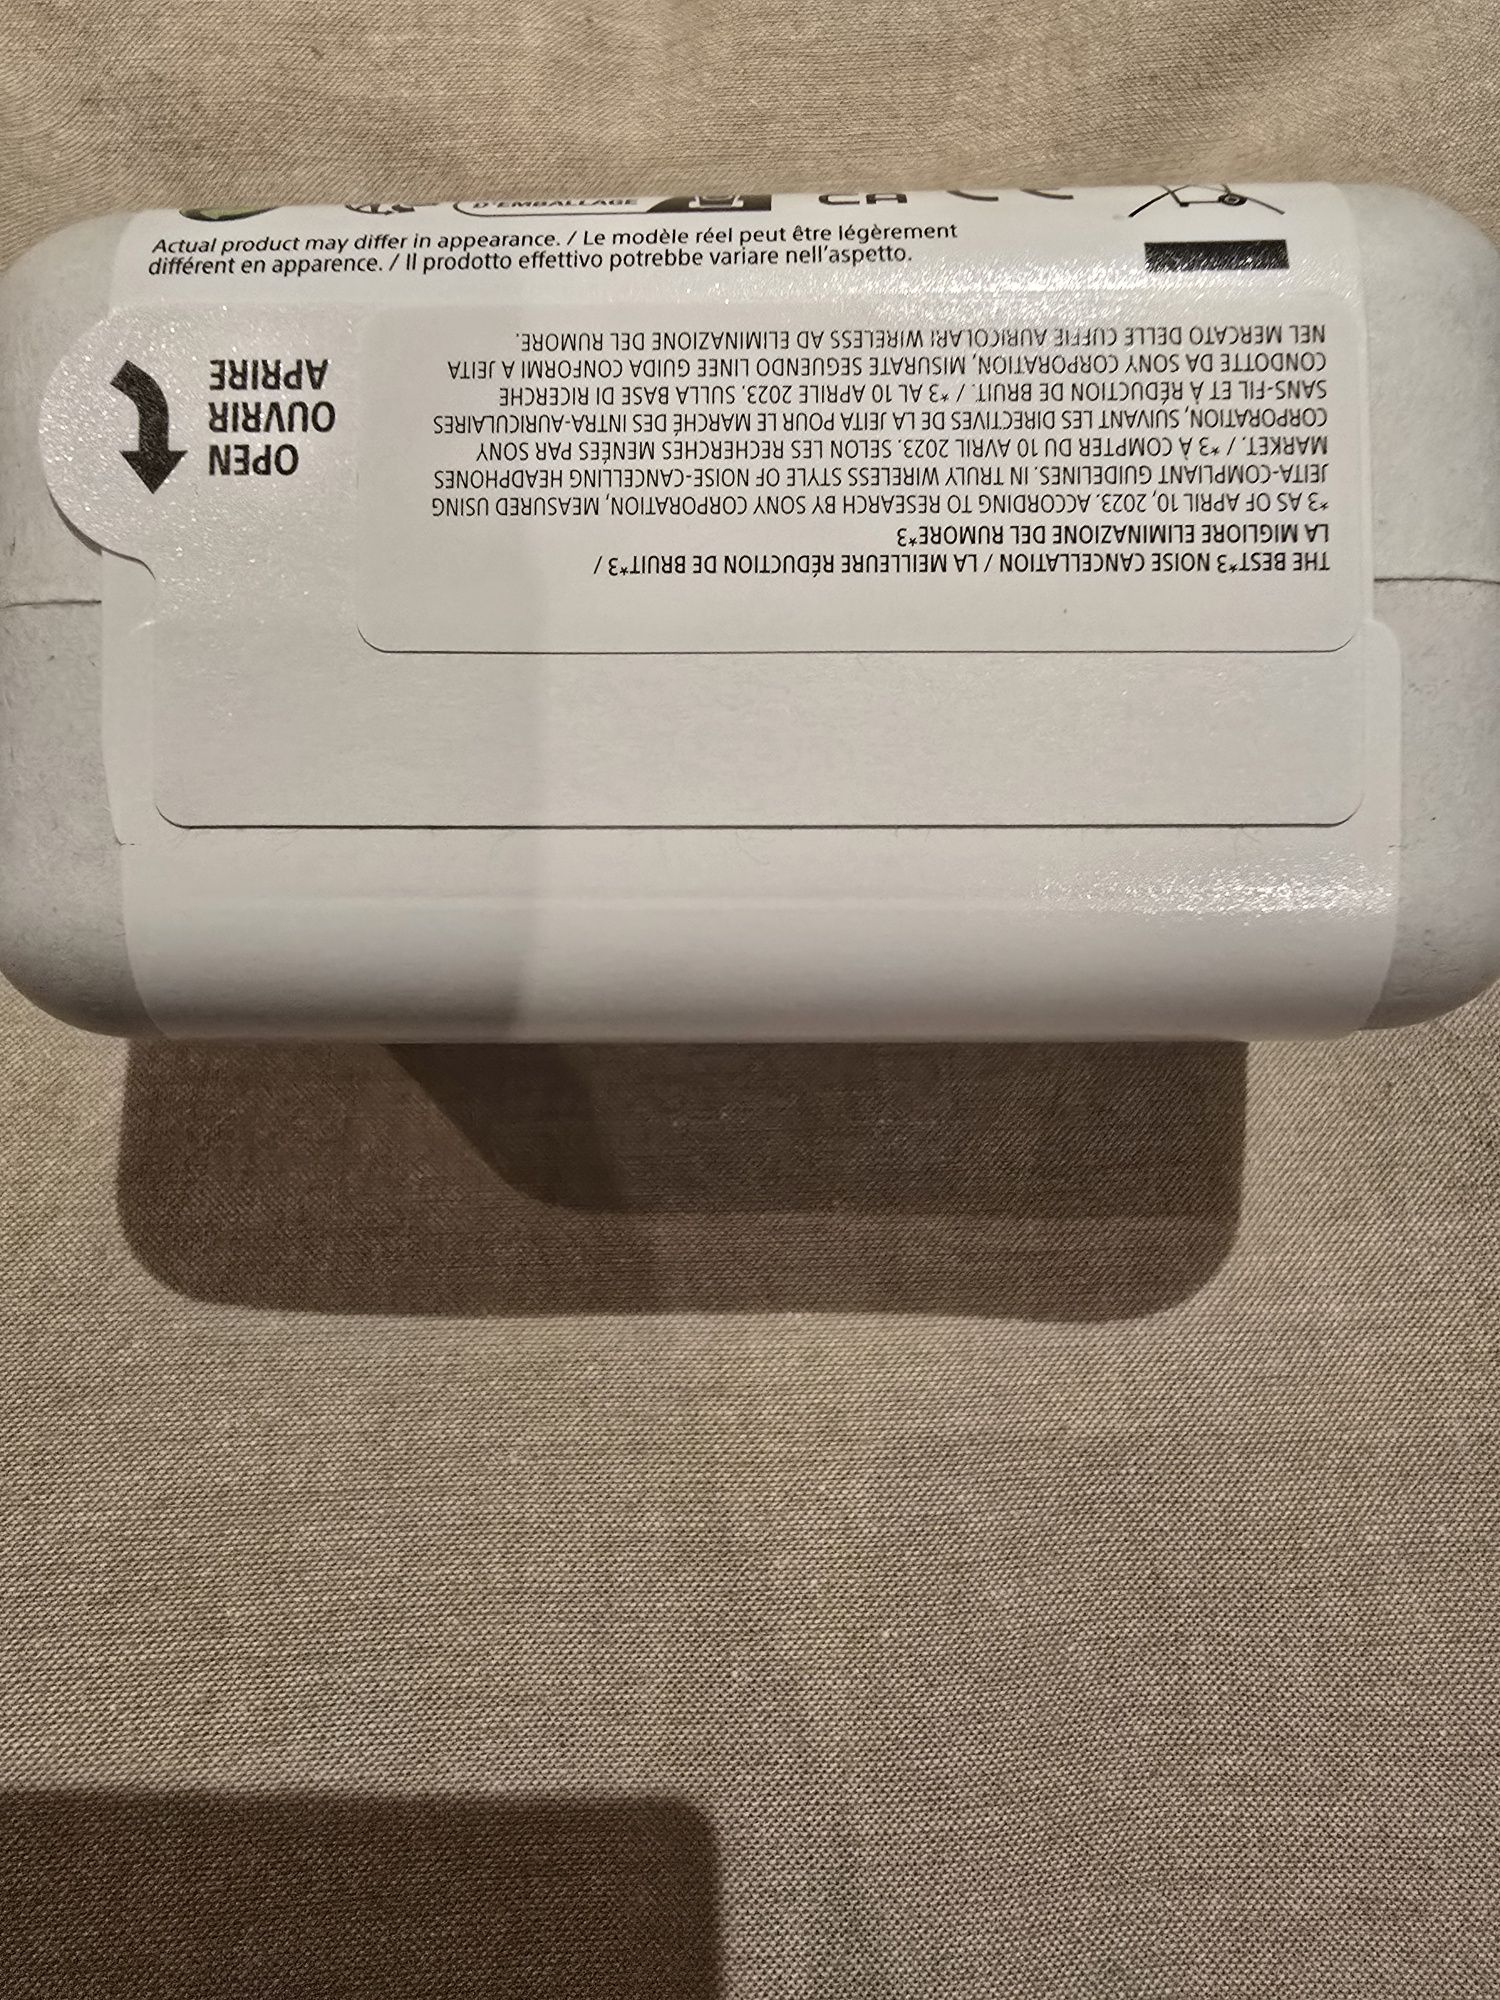 D'EMBALLAGE
Actual product may differ in appearance. / Le modèle réel peut être légèrement
différent en apparence. / Il prodotto effettivo potrebbe variare nell'aspetto.
OPEN
OUVRIR
APRIRE
THE BEST*3 NOISE CANCELLATION / LA MEILLEURE RÉDUCTION DE BRUIT*3 /
LA MIGLIORE ELIMINAZIONE DEL RUMORE*3
*3 AS OF APRIL 10, 2023. ACCORDING TO RESEARCH BY SONY CORPORATION, MEASURED USING
JEITA-COMPLIANT GUIDELINES. IN TRULY WIRELESS STYLE OF NOISE-CANCELLING HEADPHONES
MARKET. / *3 À COMPTER DU 10 AVRIL 2023. SELON LES RECHERCHES MENÉES PAR SONY
CORPORATION, SUIVANT LES DIRECTIVES DE LA JEITA POUR LE MARCHÉ DES INTRA-AURICULAIRES
SANS-FIL ET À RÉDUCTION DE BRUIT. / *3 AL 10 APRILE 2023. SULLA BASE DI RICERCHE
CONDOTTE DA SONY CORPORATION, MISURATE SEGUENDO LINEE GUIDA CONFORMI A JEITA
NEL MERCATO DELLE CUFFIE AURICOLARI WIRELESS AD ELIMINAZIONE DEL RUMORE.